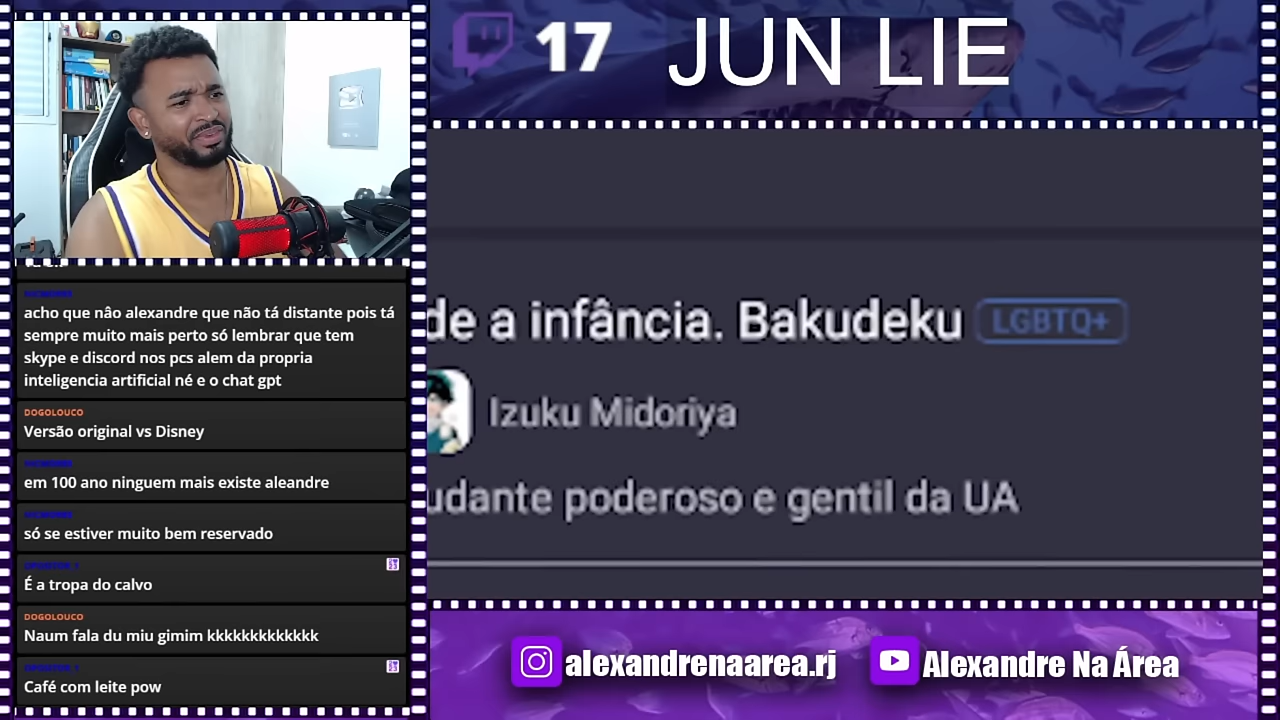 17
JUN LIE
acho que nâo alexandre que não tá distante pois tá
sempre muito mais perto só lembrar que tem
skype e discord nos pcs alem da propria
inteligencia artificial né e o chat gpt
DOGOLOUCO
Versão original vs Disney
em 100 ano ninguem mais existe aleandre
só se estiver muito bem reservado
É a tropa do calvo
DOGOLOUCO
Naum fala du miu gimim kkkkkkkkkkkkk
Café com leite pow
de a infância. Bakudeku LGBTQ+
Izuku Midoriya
udante poderoso e gentil da UA
alexandrenaarea.rj
Alexandre Na Área